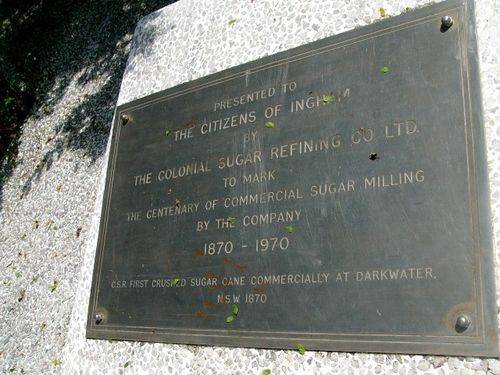 PRESENTED TO
THE CITIZENS OF INGHAM
BY
THE COLONIAL SUGAR REFINING CO LTD.
TO MARK
THE CENTENARY OF COMMERCIAL SUGAR MILLING
BY THE COMPANY
1870 - 1970
C.S.R. FIRST CRUSHED SUGAR CANE COMMERCIALLY AT DARKWATER,
N.S.W 1870